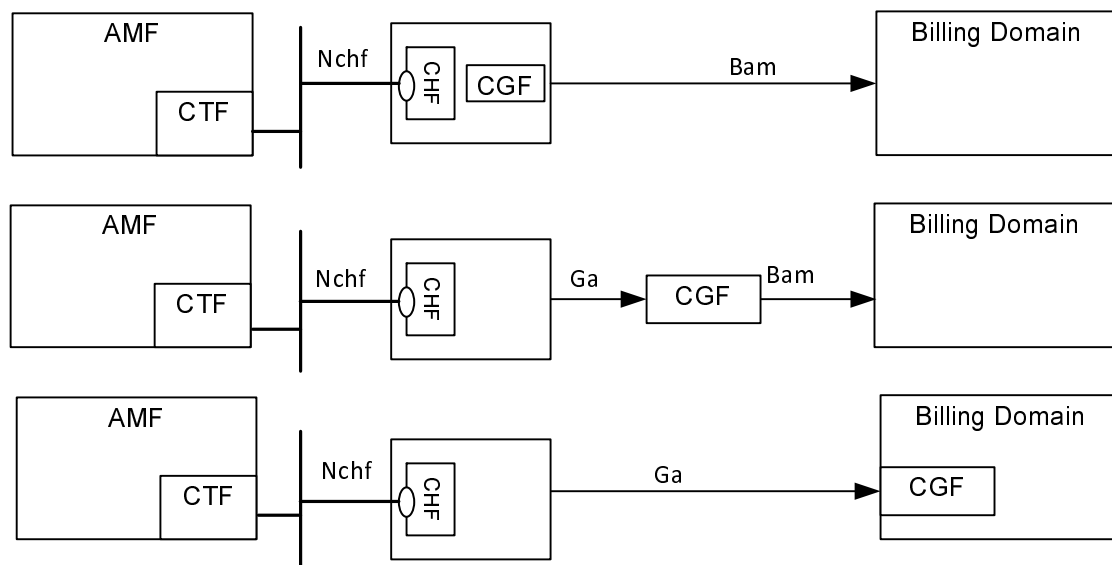 AMF
CTF
Nchf
CHF
CGF
Bam
Billing Domain
AMF
CTF
Nchf
CHF
Ga
CGF
Bam
Billing Domain
AMF
CTF
Nchf
CHF
Ga
Billing Domain
CGF